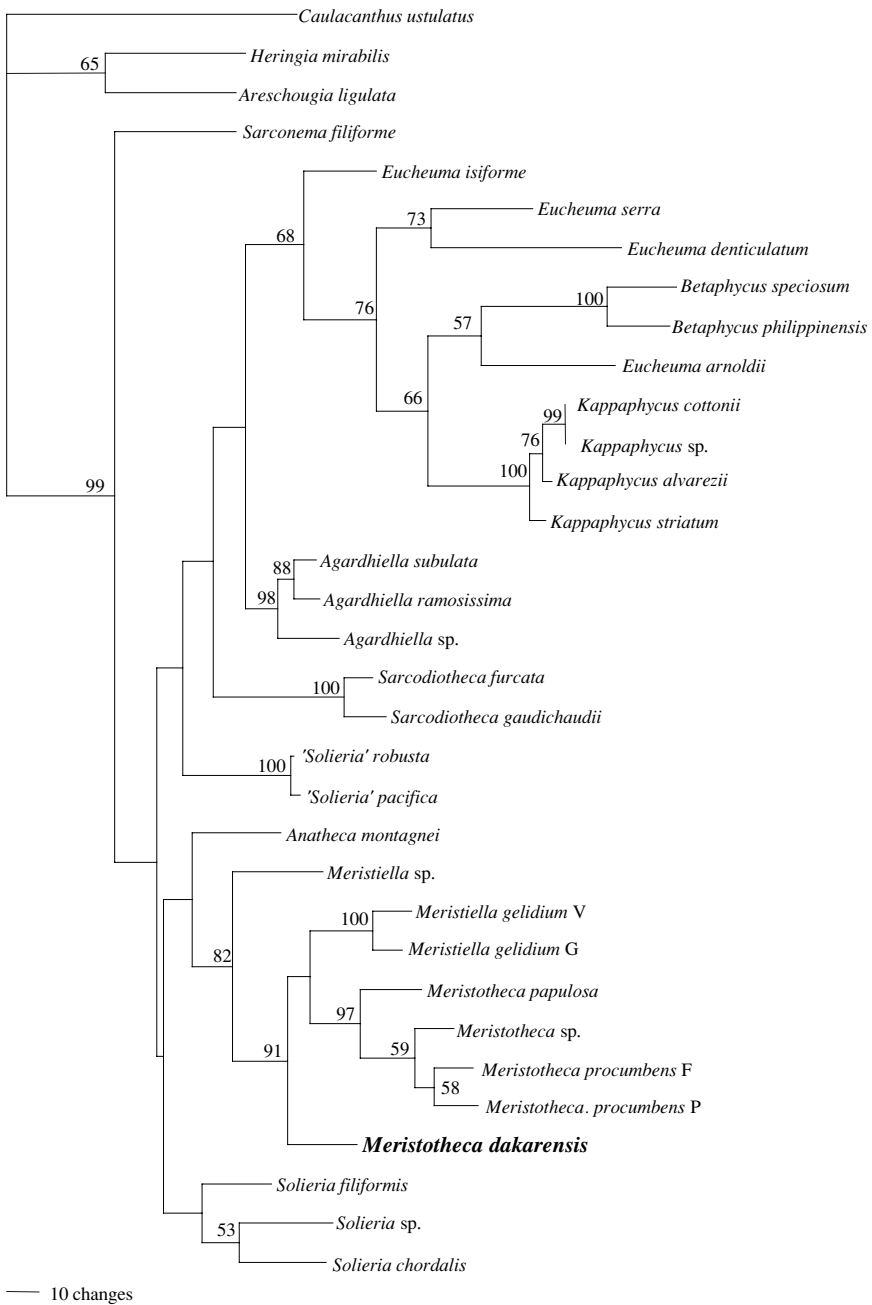 Caulacanthus ustulatus
Heringia mirabilis
65
Areschougia ligulata
Sarconema filiforme
Eucheuma isiforme
Eucheuma serra
73
68
Eucheuma denticulatum
Betaphycus speciosum
100
76
Betaphycus philippinensis
57
Eucheuma arnoldii
66
Kappaphycus cottonii
99
76
Kappaphycus sp.
100
Kappaphycus alvarezii
99
Kappaphycus striatum
Agardhiella subulata
88
98
Agardhiella ramosissima
Agardhiella sp.
Sarcodiotheca furcata
100
Sarcodiotheca gaudichaudii
'Solieria' robusta
100
'Solieria' pacifica
Anatheca montagnei
Meristiella sp.
Meristiella gelidium V
100
Meristiella gelidium G
82
Meristotheca papulosa
97
Meristotheca sp.
59
91
Meristotheca procumbens F
58
Meristotheca. procumbens P
Meristotheca dakarensis
Solieria filiformis
Solieria sp.
53
Solieria chordalis
10 changes